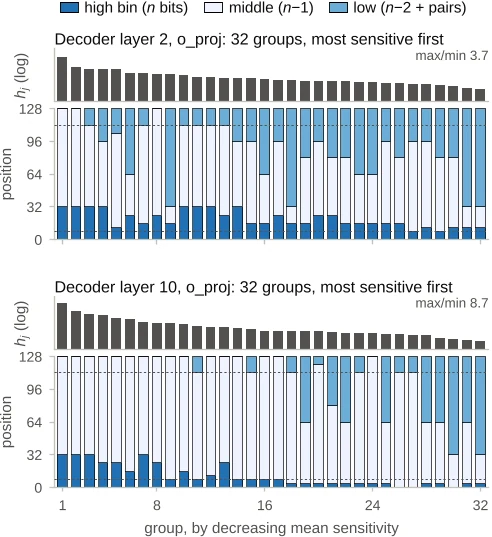 high bin (n bits) middle (n−1) low (n−2 + pairs)
Decoder layer 2, o_proj: 32 groups, most sensitive first
max/min 3.7
hj (log)
128
96
64
32
0
position
Decoder layer 10, o_proj: 32 groups, most sensitive first
max/min 8.7
hj (log)
128
96
64
32
0
position
1 8 16 24 32
group, by decreasing mean sensitivity